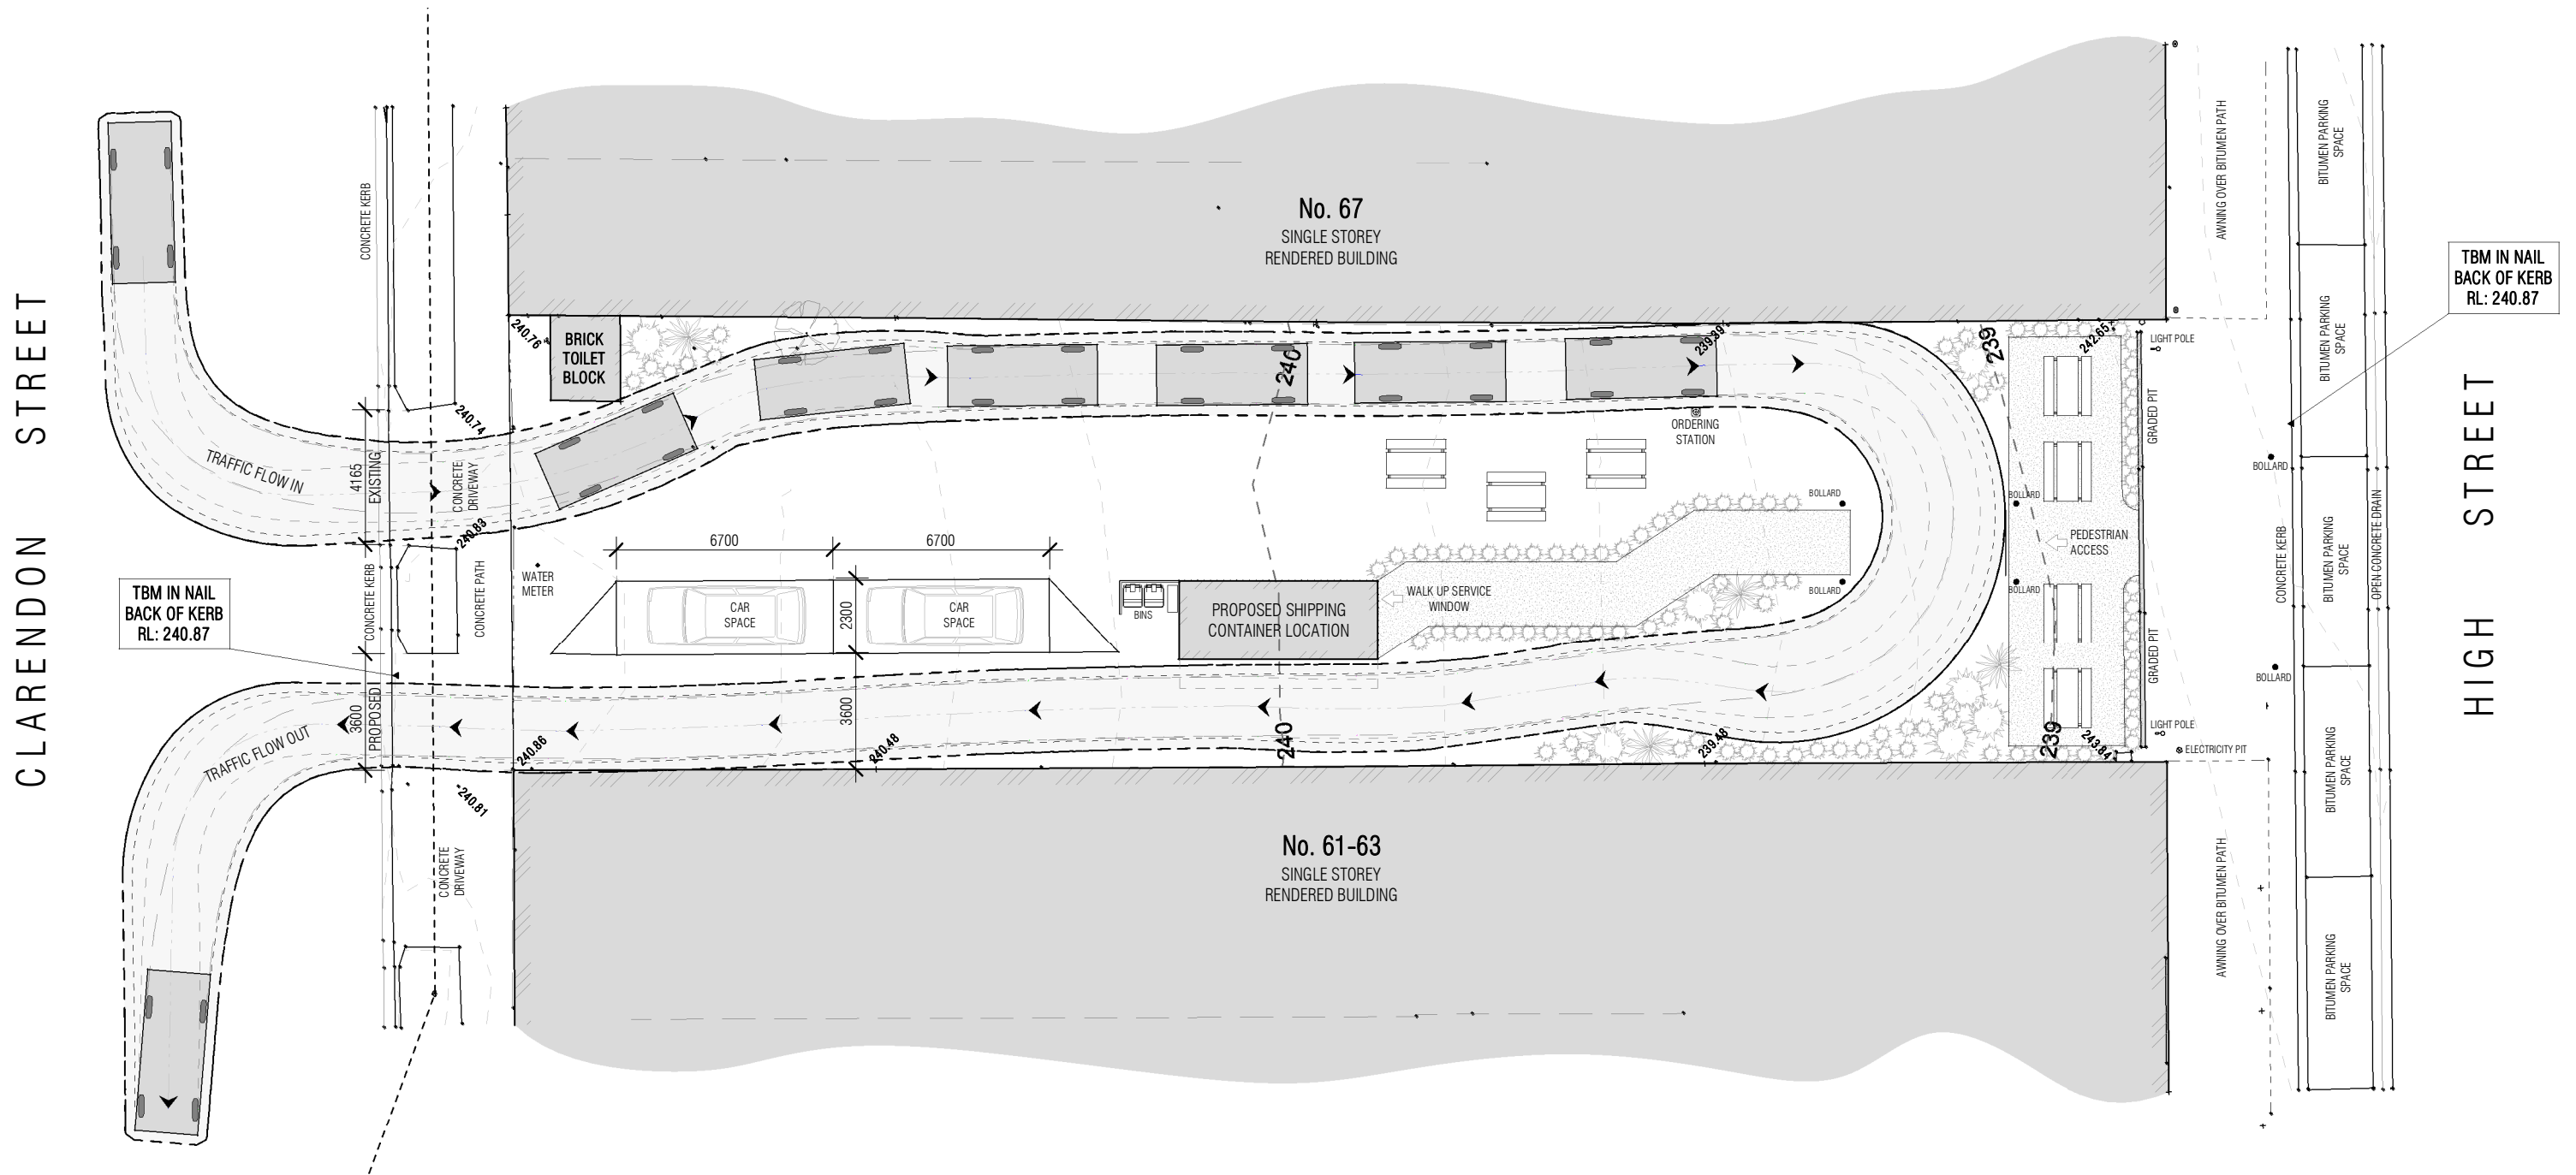 CLARENDON STREET
TRAFFIC FLOW IN
TRAFFIC FLOW OUT
TBM IN NAIL
BACK OF KERB
RL: 240.87
CONCRETE KERB
4165
EXISTING
CONCRETE
DRIVEWAY
240.74
240.83
CONCRETE KERB
CONCRETE PATH
3600
PROPOSED
240.81
CONCRETE
DRIVEWAY
No. 67
SINGLE STOREY
RENDERED BUILDING
240.76
BRICK
TOILET
BLOCK
240
239.39
239
242.65
ORDERING
STATION
WATER
METER
6700
6700
CAR
SPACE
CAR
SPACE
2300
3600
BINS
PROPOSED SHIPPING
CONTAINER LOCATION
WALK UP SERVICE
WINDOW
BOLLARD
BOLLARD
BOLLARD
BOLLARD
PEDESTRIAN
ACCESS
240.86
240.48
240
239.48
239
243.84
No. 61-63
SINGLE STOREY
RENDERED BUILDING
LIGHT POLE
GRADED PIT
GRADED PIT
LIGHT POLE
ELECTRICITY PIT
AWNING OVER BITUMEN PATH
AWNING OVER BITUMEN PATH
BOLLARD
BOLLARD
CONCRETE KERB
BITUMEN PARKING
SPACE
BITUMEN PARKING
SPACE
BITUMEN PARKING
SPACE
BITUMEN PARKING
SPACE
BITUMEN PARKING
SPACE
OPEN CONCRETE DRAIN
TBM IN NAIL
BACK OF KERB
RL: 240.87
HIGH STREET